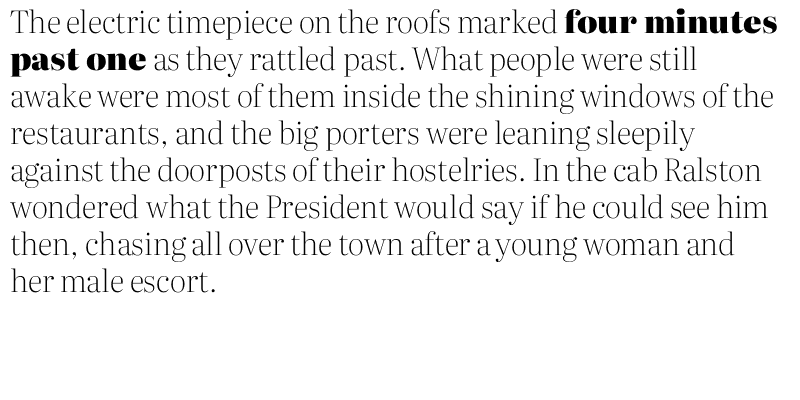 The electric timepiece on the roofs marked four minutes
past one as they rattled past. What people were still
awake were most of them inside the shining windows of the
restaurants, and the big porters were leaning sleepily
against the doorposts of their hostelries. In the cab Ralston
wondered what the President would say if he could see him
then, chasing all over the town after a young woman and
her male escort.